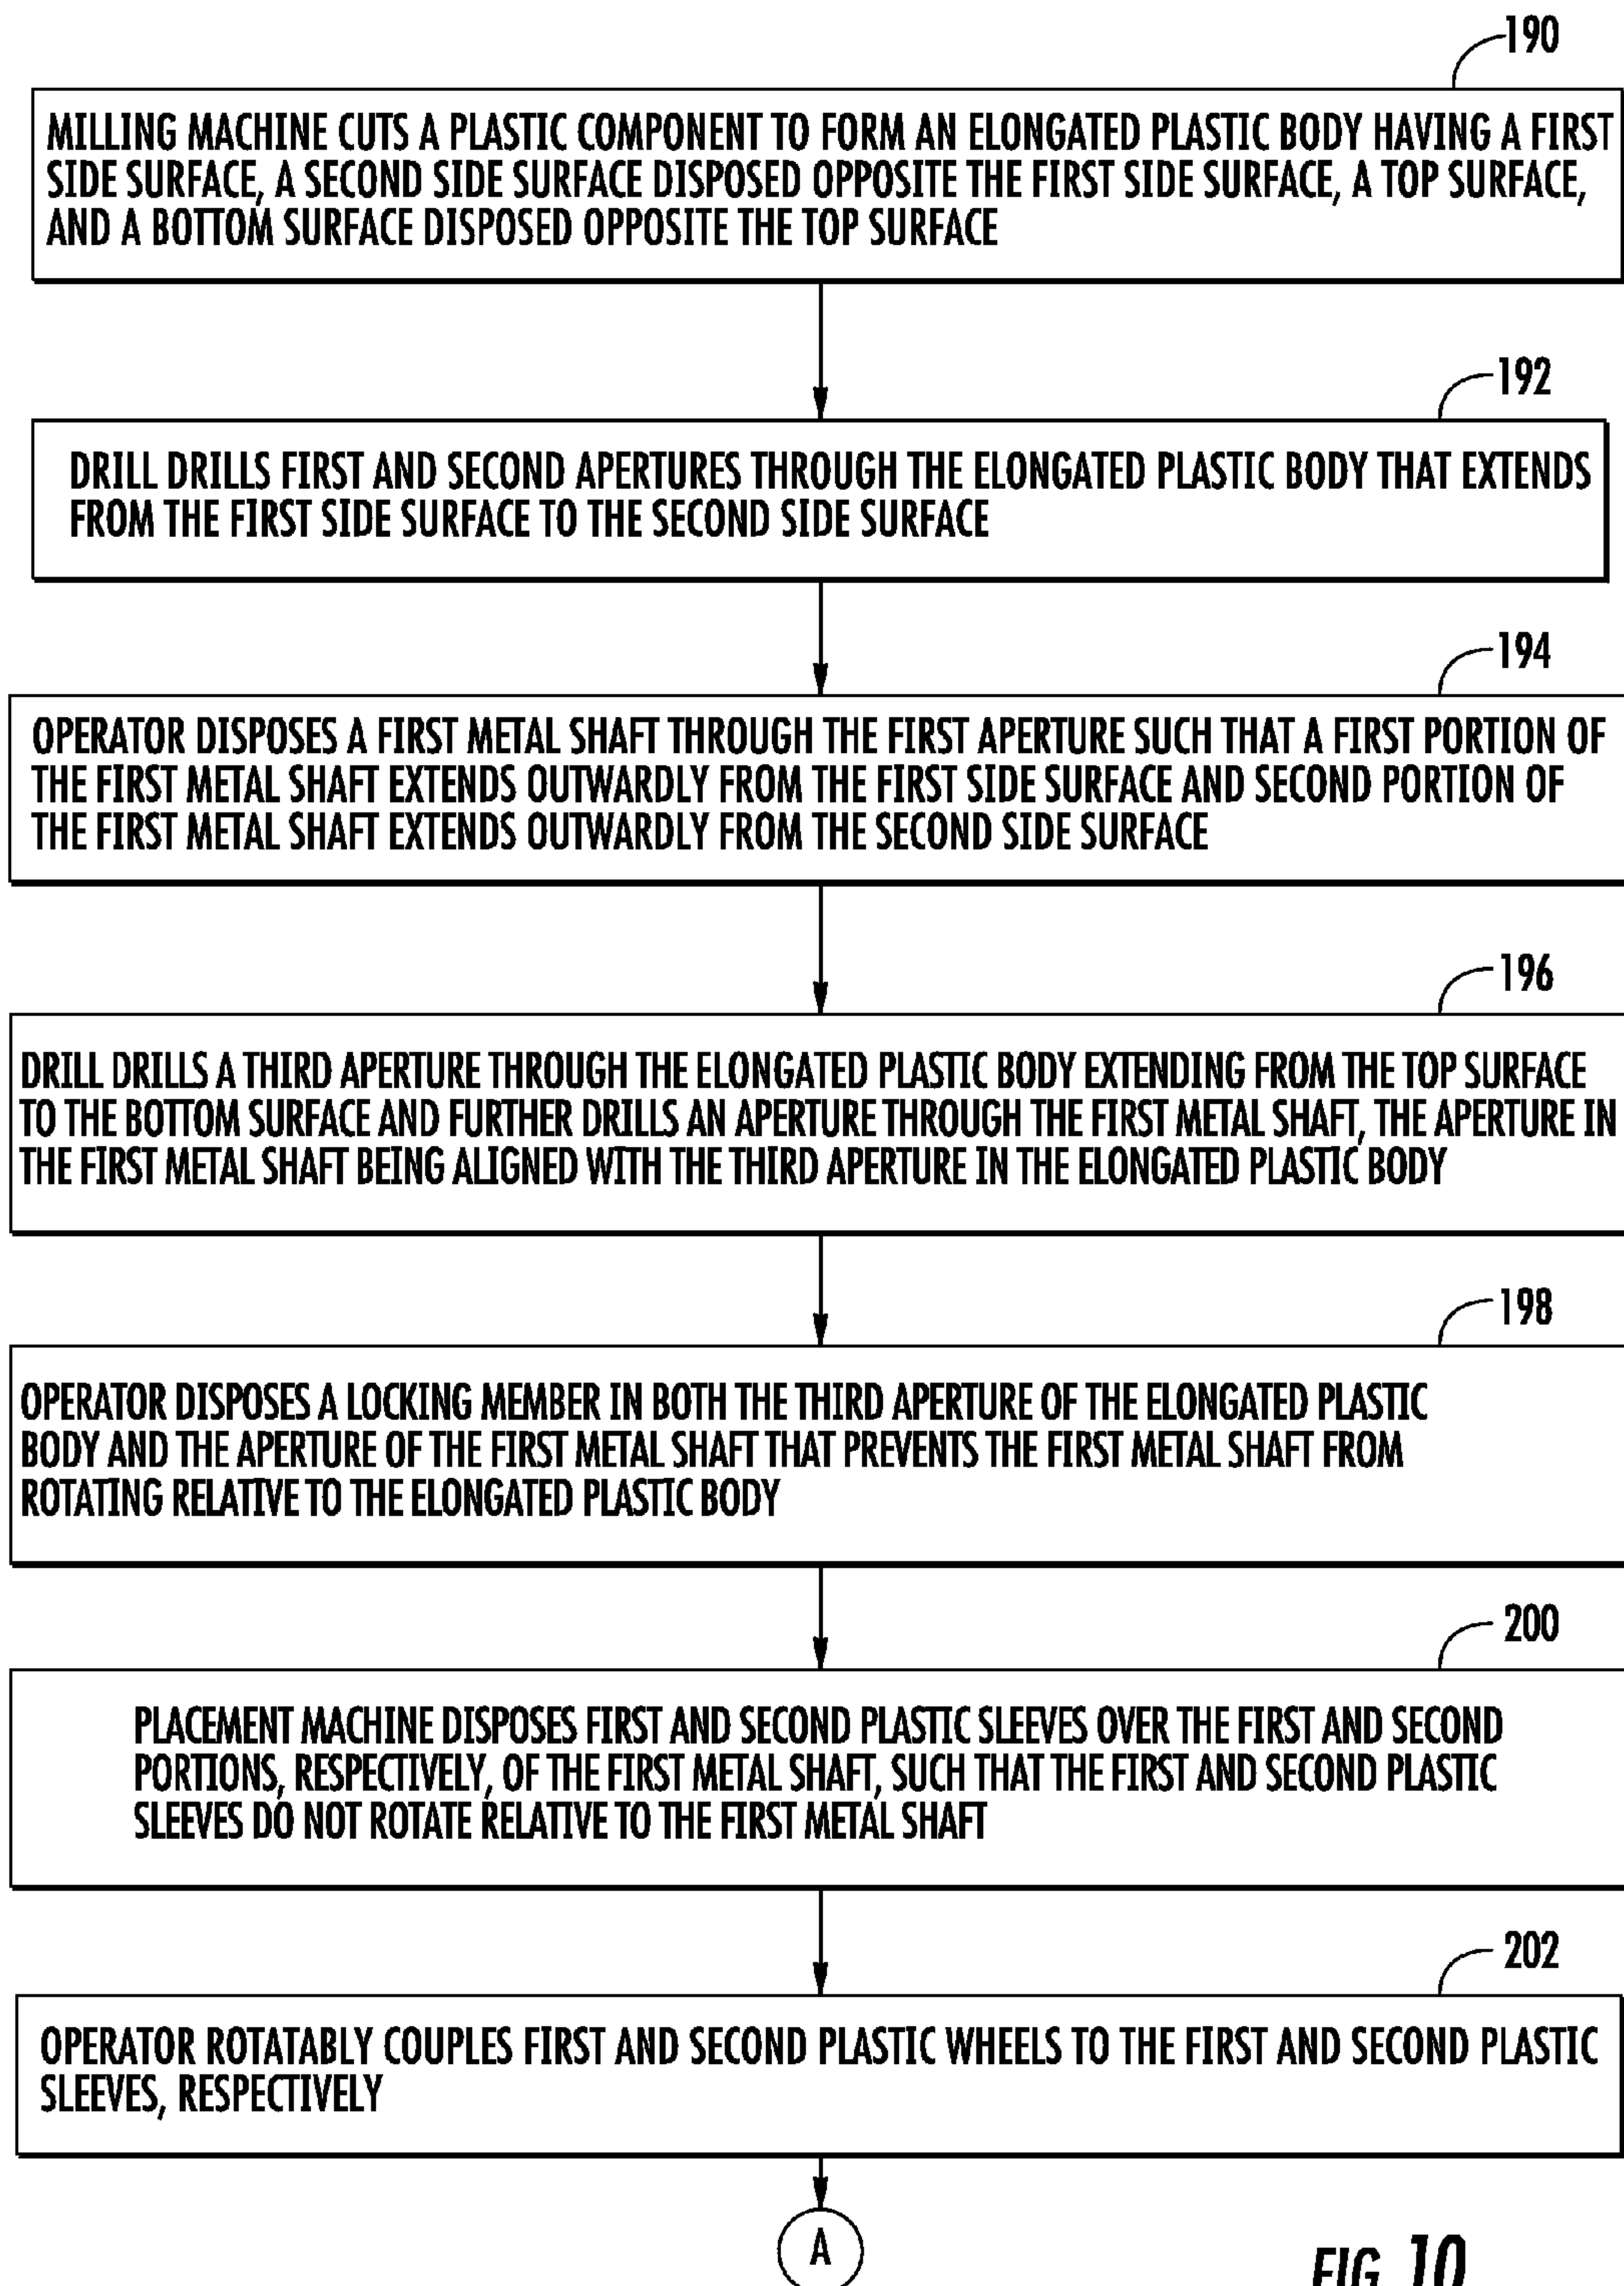 190
MILLING MACHINE CUTS A PLASTIC COMPONENT TO FORM AN ELONGATED PLASTIC BODY HAVING A FIRST
SIDE SURFACE, A SECOND SIDE SURFACE DISPOSED OPPOSITE THE FIRST SIDE SURFACE, A TOP SURFACE,
AND A BOTTOM SURFACE DISPOSED OPPOSITE THE TOP SURFACE
192
DRILL DRILLS FIRST AND SECOND APERTURES THROUGH THE ELONGATED PLASTIC BODY THAT EXTENDS
FROM THE FIRST SIDE SURFACE TO THE SECOND SIDE SURFACE
194
OPERATOR DISPOSES A FIRST METAL SHAFT THROUGH THE FIRST APERTURE SUCH THAT A FIRST PORTION OF
THE FIRST METAL SHAFT EXTENDS OUTWARDLY FROM THE FIRST SIDE SURFACE AND SECOND PORTION OF
THE FIRST METAL SHAFT EXTENDS OUTWARDLY FROM THE SECOND SIDE SURFACE
196
DRILL DRILLS A THIRD APERTURE THROUGH THE ELONGATED PLASTIC BODY EXTENDING FROM THE TOP SURFACE
TO THE BOTTOM SURFACE AND FURTHER DRILLS AN APERTURE THROUGH THE FIRST METAL SHAFT, THE APERTURE IN
THE FIRST METAL SHAFT BEING ALIGNED WITH THE THIRD APERTURE IN THE ELONGATED PLASTIC BODY
198
OPERATOR DISPOSES A LOCKING MEMBER IN BOTH THE THIRD APERTURE OF THE ELONGATED PLASTIC
BODY AND THE APERTURE OF THE FIRST METAL SHAFT THAT PREVENTS THE FIRST METAL SHAFT FROM
ROTATING RELATIVE TO THE ELONGATED PLASTIC BODY
200
PLACEMENT MACHINE DISPOSES FIRST AND SECOND PLASTIC SLEEVES OVER THE FIRST AND SECOND
PORTIONS, RESPECTIVELY, OF THE FIRST METAL SHAFT, SUCH THAT THE FIRST AND SECOND PLASTIC
SLEEVES DO NOT ROTATE RELATIVE TO THE FIRST METAL SHAFT
202
OPERATOR ROTATABLY COUPLES FIRST AND SECOND PLASTIC WHEELS TO THE FIRST AND SECOND PLASTIC
SLEEVES, RESPECTIVELY
A
FIG. 10